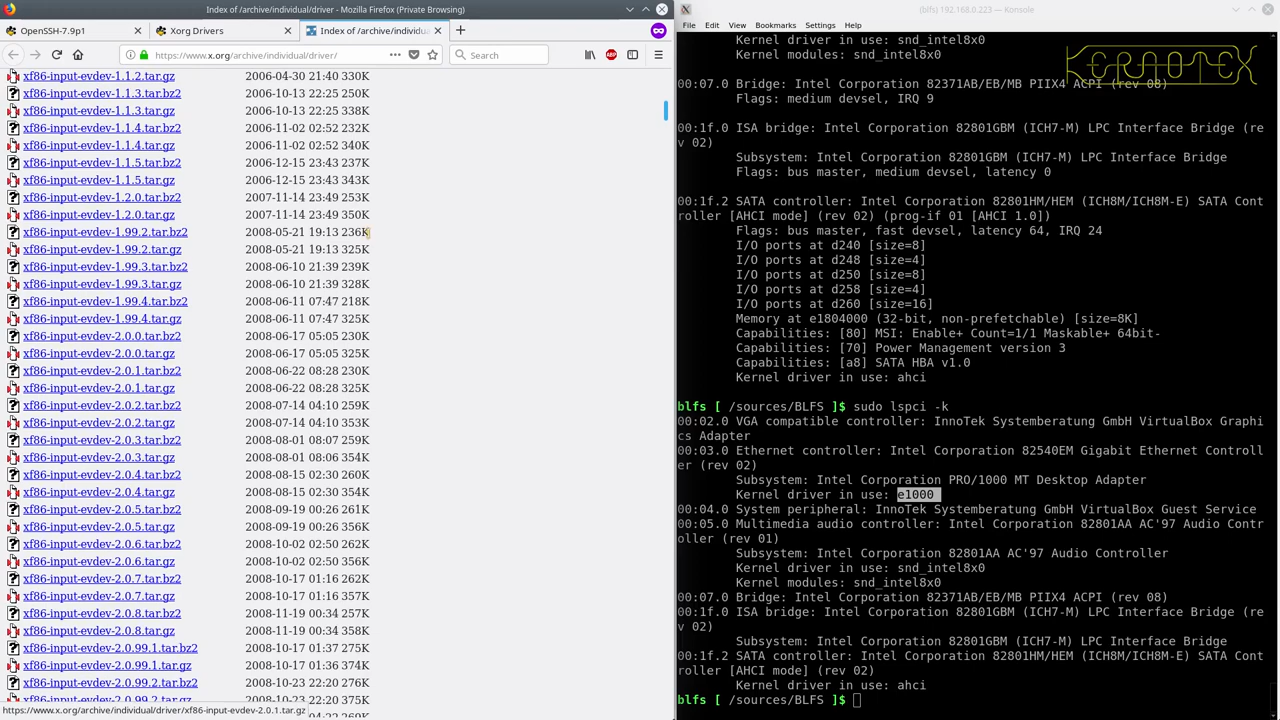 Index of /archive/individual/driver - Mozilla Firefox (Private Browsing)
OpenSSH-7.9p1
Xorg Drivers
Index of /archive/individu
https://www.x.org/archive/individual/driver/
Search
xf86-input-evdev-1.1.2.tar.gz 2006-04-30 21:40 330K
xf86-input-evdev-1.1.3.tar.bz2 2006-10-13 22:25 250K
xf86-input-evdev-1.1.3.tar.gz 2006-10-13 22:25 338K
xf86-input-evdev-1.1.4.tar.bz2 2006-11-02 02:52 232K
xf86-input-evdev-1.1.4.tar.gz 2006-11-02 02:52 340K
xf86-input-evdev-1.1.5.tar.bz2 2006-12-15 23:43 237K
xf86-input-evdev-1.1.5.tar.gz 2006-12-15 23:43 343K
xf86-input-evdev-1.2.0.tar.bz2 2007-11-14 23:49 253K
xf86-input-evdev-1.2.0.tar.gz 2007-11-14 23:49 350K
xf86-input-evdev-1.99.2.tar.bz2 2008-05-21 19:13 236K
xf86-input-evdev-1.99.2.tar.gz 2008-05-21 19:13 325K
xf86-input-evdev-1.99.3.tar.bz2 2008-06-10 21:39 239K
xf86-input-evdev-1.99.3.tar.gz 2008-06-10 21:39 328K
xf86-input-evdev-1.99.4.tar.bz2 2008-06-11 07:47 218K
xf86-input-evdev-1.99.4.tar.gz 2008-06-11 07:47 325K
xf86-input-evdev-2.0.0.tar.bz2 2008-06-17 05:05 230K
xf86-input-evdev-2.0.0.tar.gz 2008-06-17 05:05 325K
xf86-input-evdev-2.0.1.tar.bz2 2008-06-22 08:28 230K
xf86-input-evdev-2.0.1.tar.gz 2008-06-22 08:28 325K
xf86-input-evdev-2.0.2.tar.bz2 2008-07-14 04:10 259K
xf86-input-evdev-2.0.2.tar.gz 2008-07-14 04:10 353K
xf86-input-evdev-2.0.3.tar.bz2 2008-08-01 08:07 259K
xf86-input-evdev-2.0.3.tar.gz 2008-08-01 08:06 354K
xf86-input-evdev-2.0.4.tar.bz2 2008-08-15 02:30 260K
xf86-input-evdev-2.0.4.tar.gz 2008-08-15 02:30 354K
xf86-input-evdev-2.0.5.tar.bz2 2008-09-19 00:26 261K
xf86-input-evdev-2.0.5.tar.gz 2008-09-19 00:26 356K
xf86-input-evdev-2.0.6.tar.bz2 2008-10-02 02:50 262K
xf86-input-evdev-2.0.6.tar.gz 2008-10-02 02:50 356K
xf86-input-evdev-2.0.7.tar.bz2 2008-10-17 01:16 262K
xf86-input-evdev-2.0.7.tar.gz 2008-10-17 01:16 357K
xf86-input-evdev-2.0.8.tar.bz2 2008-11-19 00:34 257K
xf86-input-evdev-2.0.8.tar.gz 2008-11-19 00:34 358K
xf86-input-evdev-2.0.99.1.tar.bz2 2008-10-17 01:37 275K
xf86-input-evdev-2.0.99.1.tar.gz 2008-10-17 01:36 374K
xf86-input-evdev-2.0.99.2.tar.bz2 2008-10-23 22:20 276K
xf86-input-evdev-2.0.99.2.tar.gz 2008-10-23 22:20
https://www.x.org/archive/individual/driver/xf86-input-evdev-2.0.1.tar.gz
(blfs) 192.168.0.223 — Konsole
File Edit View Bookmarks Settings Help
KERNOTEX
Kernel driver in use: snd_intel8x0
Kernel modules: snd_intel8x0
00:07.0 Bridge: Intel Corporation 82371AB/EB/MB PIIX4 ACPI (rev 08)
Flags: medium devsel, IRQ 9
00:1f.0 ISA bridge: Intel Corporation 82801GBM (ICH7-M) LPC Interface Bridge (re
v 02)
Subsystem: Intel Corporation 82801GBM (ICH7-M) LPC Interface Bridge
Flags: bus master, medium devsel, latency 0
00:1f.2 SATA controller: Intel Corporation 82801HM/HEM (ICH8M/ICH8M-E) SATA Cont
roller [AHCI mode] (rev 02) (prog-if 01 [AHCI 1.0])
Flags: bus master, fast devsel, latency 64, IRQ 24
I/O ports at d240 [size=8]
I/O ports at d248 [size=4]
I/O ports at d250 [size=8]
I/O ports at d258 [size=4]
I/O ports at d260 [size=16]
Memory at e1804000 (32-bit, non-prefetchable) [size=8K]
Capabilities: [80] MSI: Enable+ Count=1/1 Maskable+ 64bit-
Capabilities: [70] Power Management version 3
Capabilities: [a8] SATA HBA v1.0
Kernel driver in use: ahci
blfs [ /sources/BLFS ]$ sudo lspci -k
00:02.0 VGA compatible controller: InnoTek Systemberatung GmbH VirtualBox Graphi
cs Adapter
00:03.0 Ethernet controller: Intel Corporation 82540EM Gigabit Ethernet Controll
er (rev 02)
Subsystem: Intel Corporation PRO/1000 MT Desktop Adapter
Kernel driver in use: e1000
00:04.0 System peripheral: InnoTek Systemberatung GmbH VirtualBox Guest Service
00:05.0 Multimedia audio controller: Intel Corporation 82801AA AC'97 Audio Contr
oller (rev 01)
Subsystem: Intel Corporation 82801AA AC'97 Audio Controller
Kernel driver in use: snd_intel8x0
Kernel modules: snd_intel8x0
00:07.0 Bridge: Intel Corporation 82371AB/EB/MB PIIX4 ACPI (rev 08)
00:1f.0 ISA bridge: Intel Corporation 82801GBM (ICH7-M) LPC Interface Bridge (re
v 02)
Subsystem: Intel Corporation 82801GBM (ICH7-M) LPC Interface Bridge
00:1f.2 SATA controller: Intel Corporation 82801HM/HEM (ICH8M/ICH8M-E) SATA Cont
roller [AHCI mode] (rev 02)
Kernel driver in use: ahci
blfs [ /sources/BLFS ]$